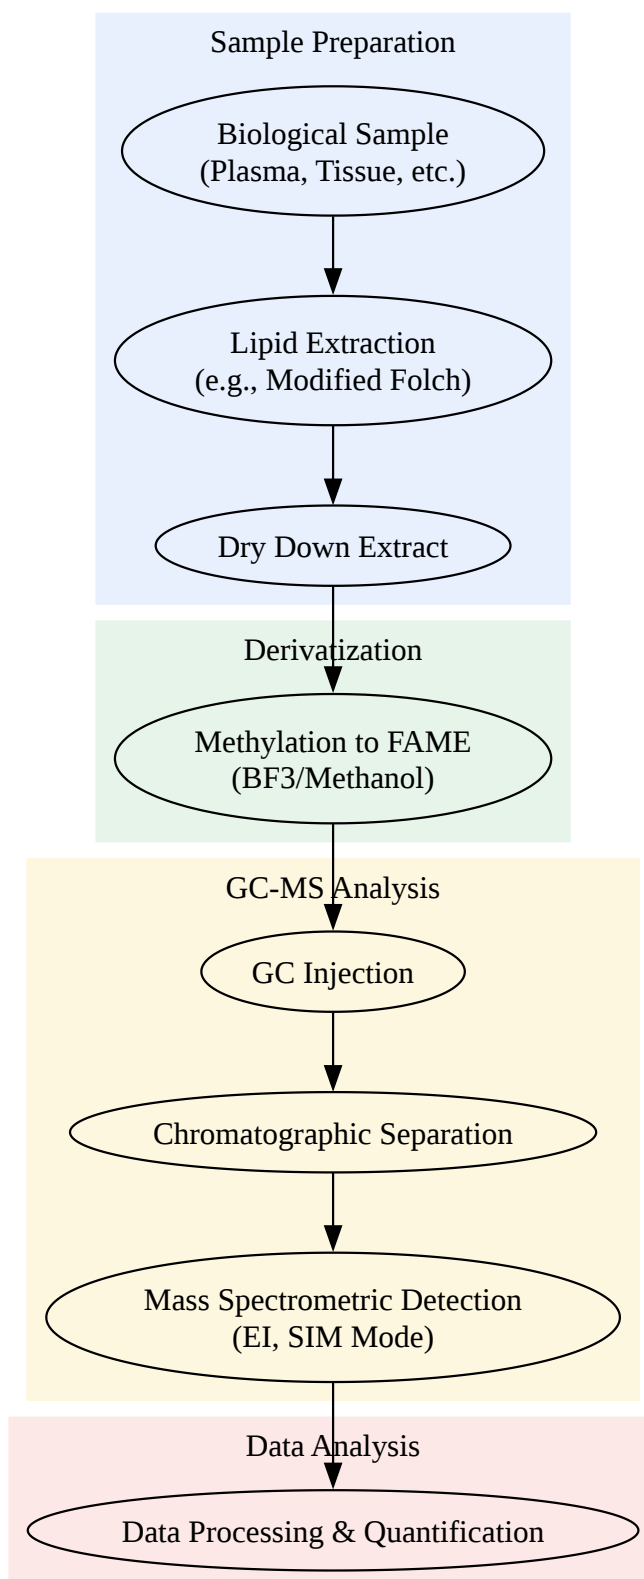 Sample Preparation
Biological Sample
(Plasma, Tissue, etc.)
Lipid Extraction
(e.g., Modified Folch)
Dry Down Extract
Derivatization
Methylation to FAME
(BF3/Methanol)
GC-MS Analysis
GC Injection
Chromatographic Separation
Mass Spectrometric Detection
(EI, SIM Mode)
Data Analysis
Data Processing & Quantification